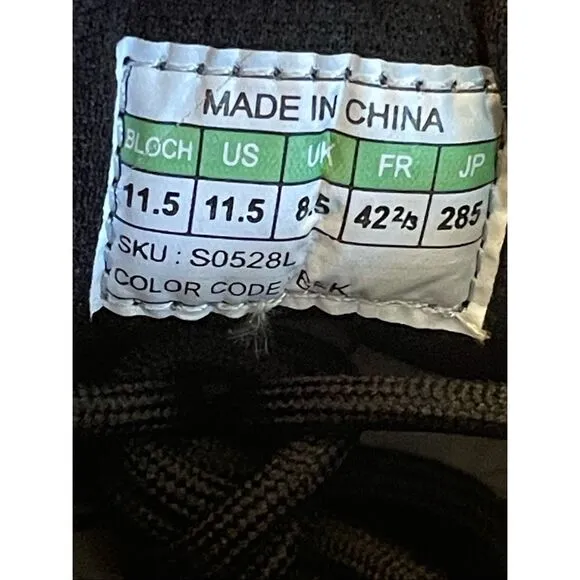 MADE IN CHINA
BLOCH US UK FR JP
11.5 11.5 8.5 42⅔ 285
SKU : S0528L
COLOR CODE